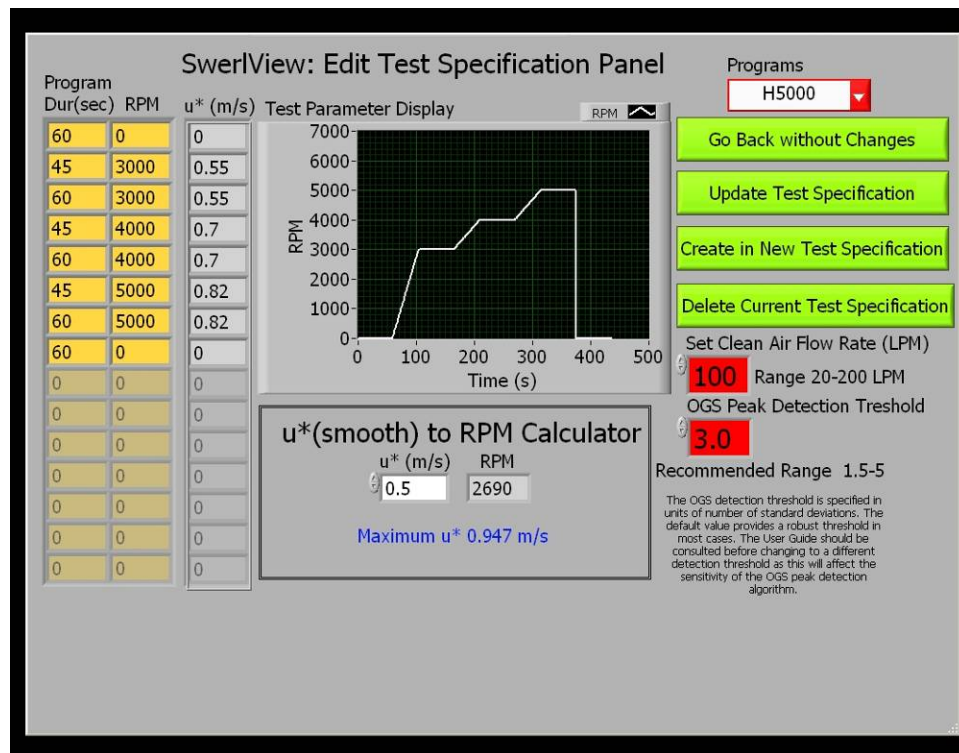 SwerlView: Edit Test Specification Panel
Program
Dur(sec) RPM u* (m/s)
60 0 0
45 3000 0.55
60 3000 0.55
45 4000 0.7
60 4000 0.7
45 5000 0.82
60 5000 0.82
60 0 0
0 0 0
0 0 0
0 0 0
0 0 0
0 0 0
0 0 0
0 0 0
Test Parameter Display
RPM
7000
6000
5000
4000
3000
2000
1000
0
RPM
0 100 200 300 400 500
Time (s)
u*(smooth) to RPM Calculator
u* (m/s) RPM
0.5 2690
Maximum u* 0.947 m/s
Programs
H5000
Go Back without Changes
Update Test Specification
Create in New Test Specification
Delete Current Test Specification
Set Clean Air Flow Rate (LPM)
100 Range 20-200 LPM
OGS Peak Detection Treshold
3.0
Recommended Range 1.5-5
The OGS detection threshold is specified in
units of number of standard deviations. The
default value provides a robust threshold in
most cases. The User Guide should be
consulted before changing to a different
detection threshold as this will affect the
sensitivity of the OGS peak detection
algorithm.